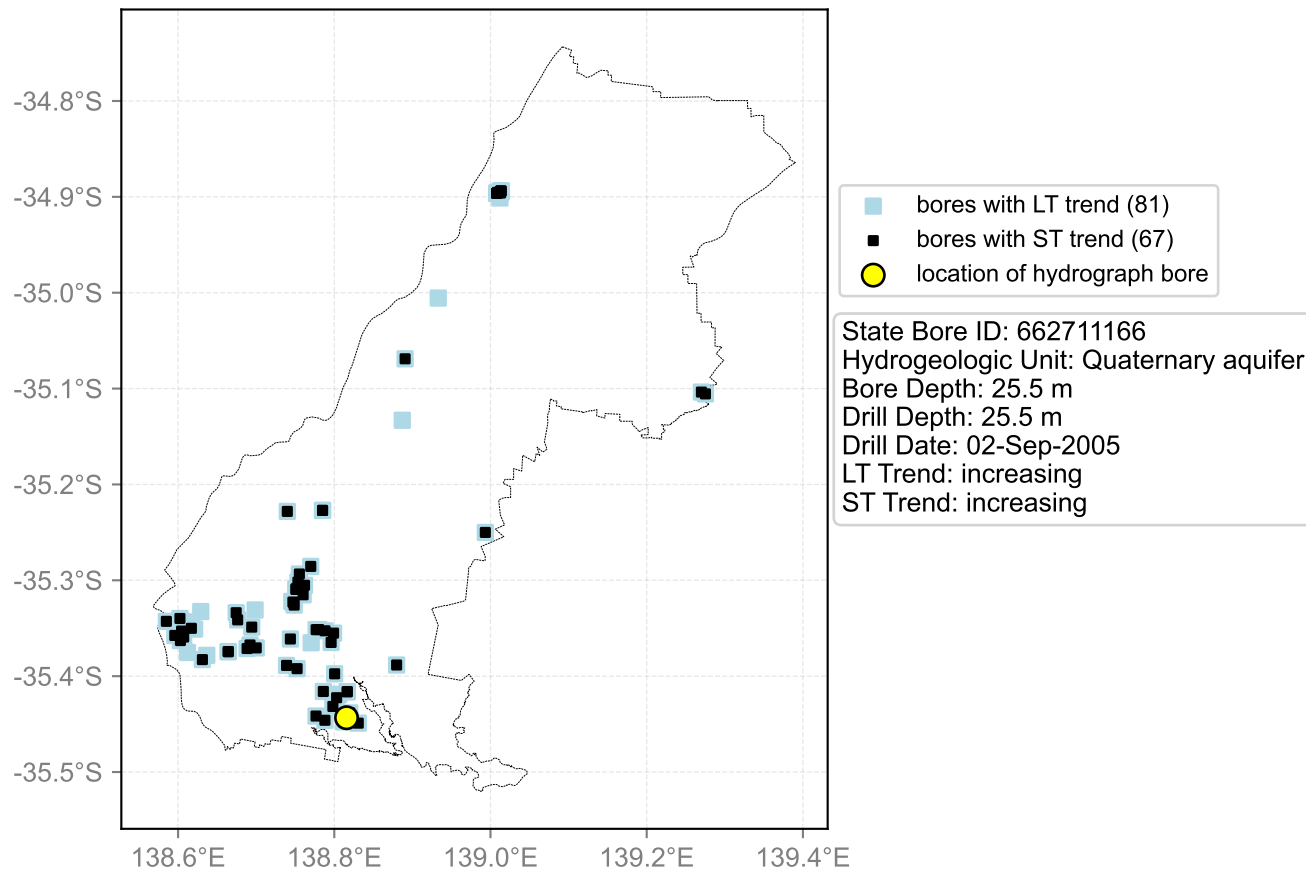 -34.8°S
-34.9°S
-35.0°S
-35.1°S
-35.2°S
-35.3°S
-35.4°S
-35.5°S
138.6°E
138.8°E
139.0°E
139.2°E
139.4°E
bores with LT trend (81)
bores with ST trend (67)
location of hydrograph bore
State Bore ID: 662711166
Hydrogeologic Unit: Quaternary aquifer
Bore Depth: 25.5 m
Drill Depth: 25.5 m
Drill Date: 02-Sep-2005
LT Trend: increasing
ST Trend: increasing